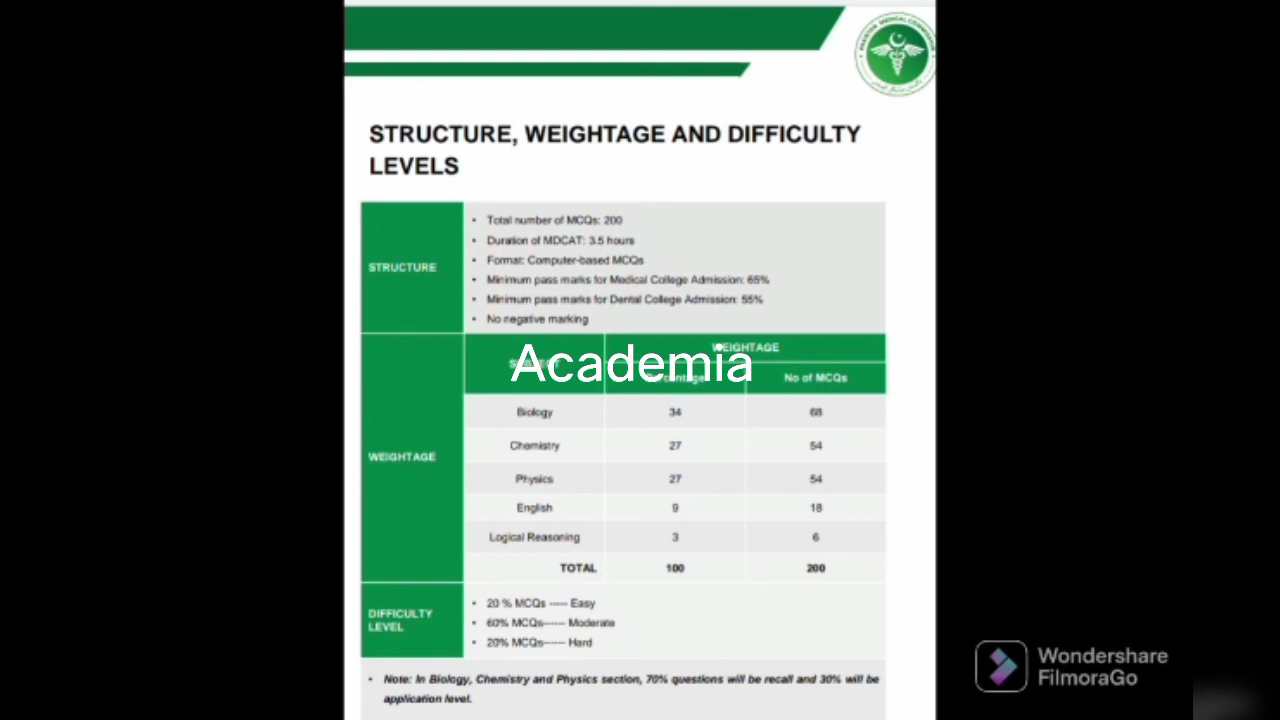 PAKISTAN MEDICAL COMMISSION
STRUCTURE, WEIGHTAGE AND DIFFICULTY
LEVELS
STRUCTURE
• Total number of MCQs: 200
• Duration of MDCAT: 3.5 hours
• Format: Computer-based MCQs
• Minimum pass marks for Medical College Admission: 65%
• Minimum pass marks for Dental College Admission: 55%
• No negative marking
WEIGHTAGE
WEIGHTAGE
Academia
Percentage No of MCQs
Biology 34 68
Chemistry 27 54
Physics 27 54
English 9 18
Logical Reasoning 3 6
TOTAL 100 200
DIFFICULTY
LEVEL
• 20 % MCQs ----- Easy
• 60% MCQs------ Moderate
• 20% MCQs------ Hard
• Note: In Biology, Chemistry and Physics section, 70% questions will be recall and 30% will be
application level.
Wondershare
FilmoraGo